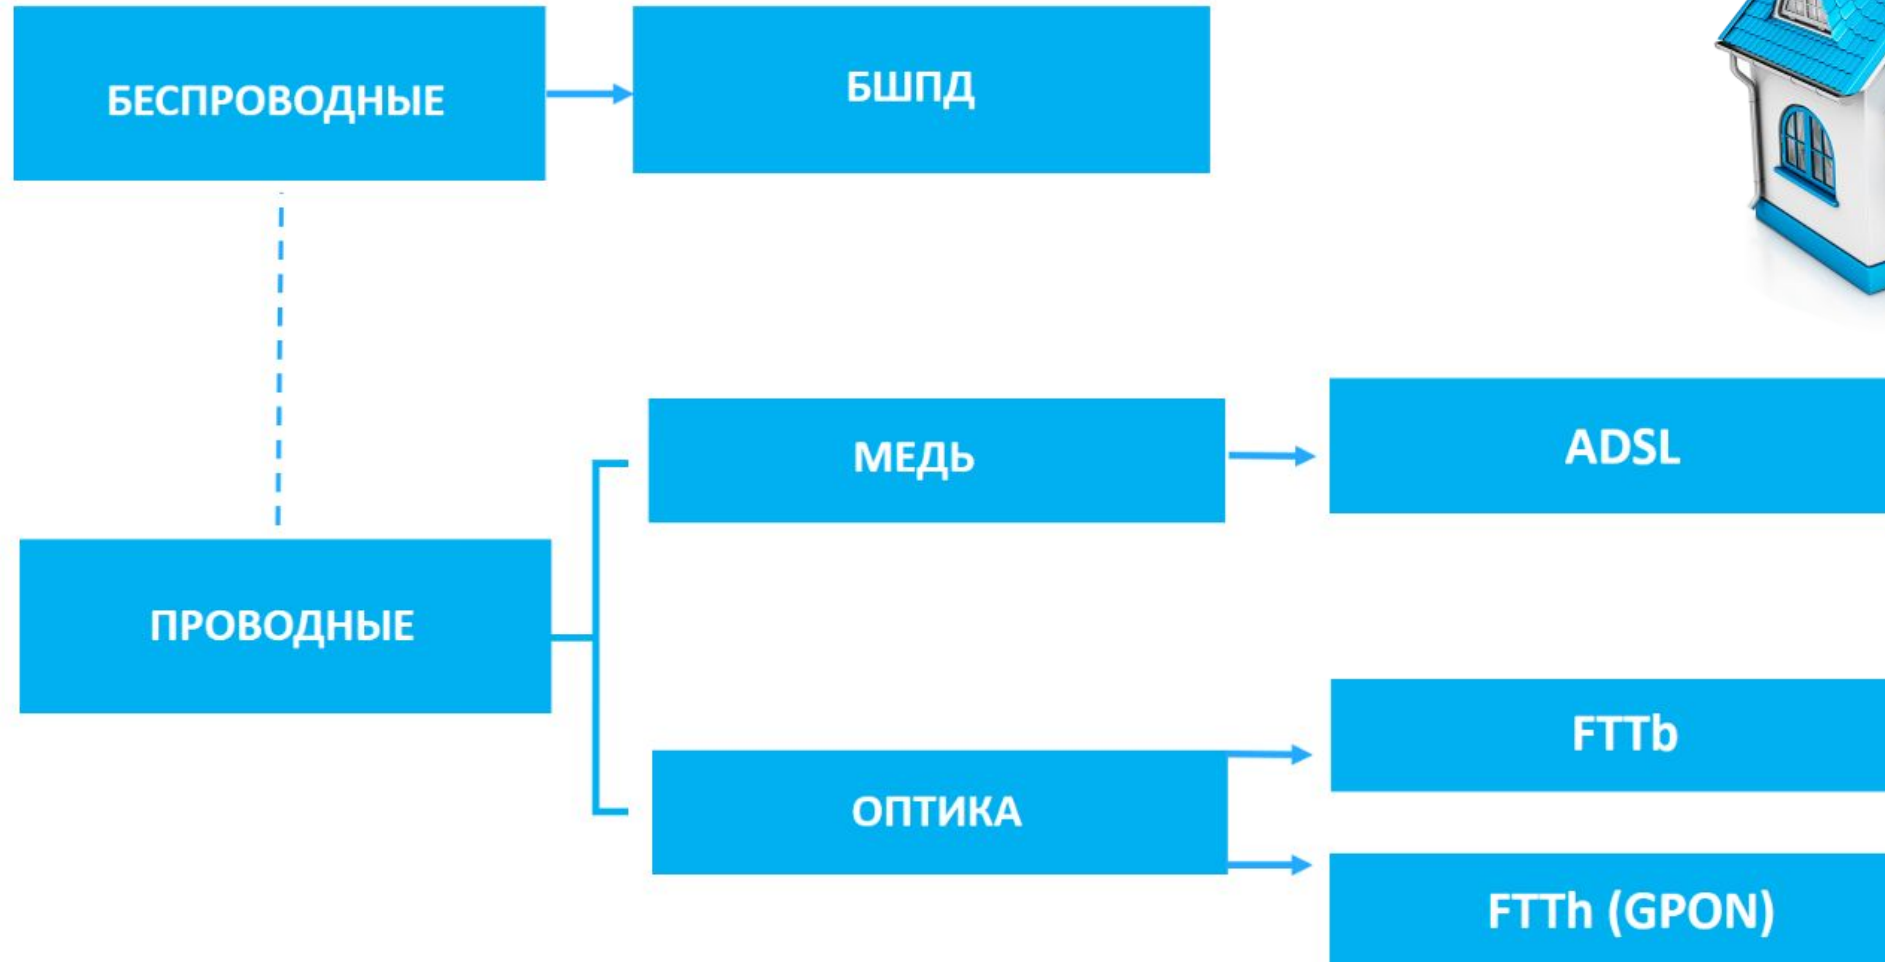 БЕСПРОВОДНЫЕ
БШПД
МЕДЬ
ADSL
ПРОВОДНЫЕ
ОПТИКА
FTTb
FTTh (GPON)